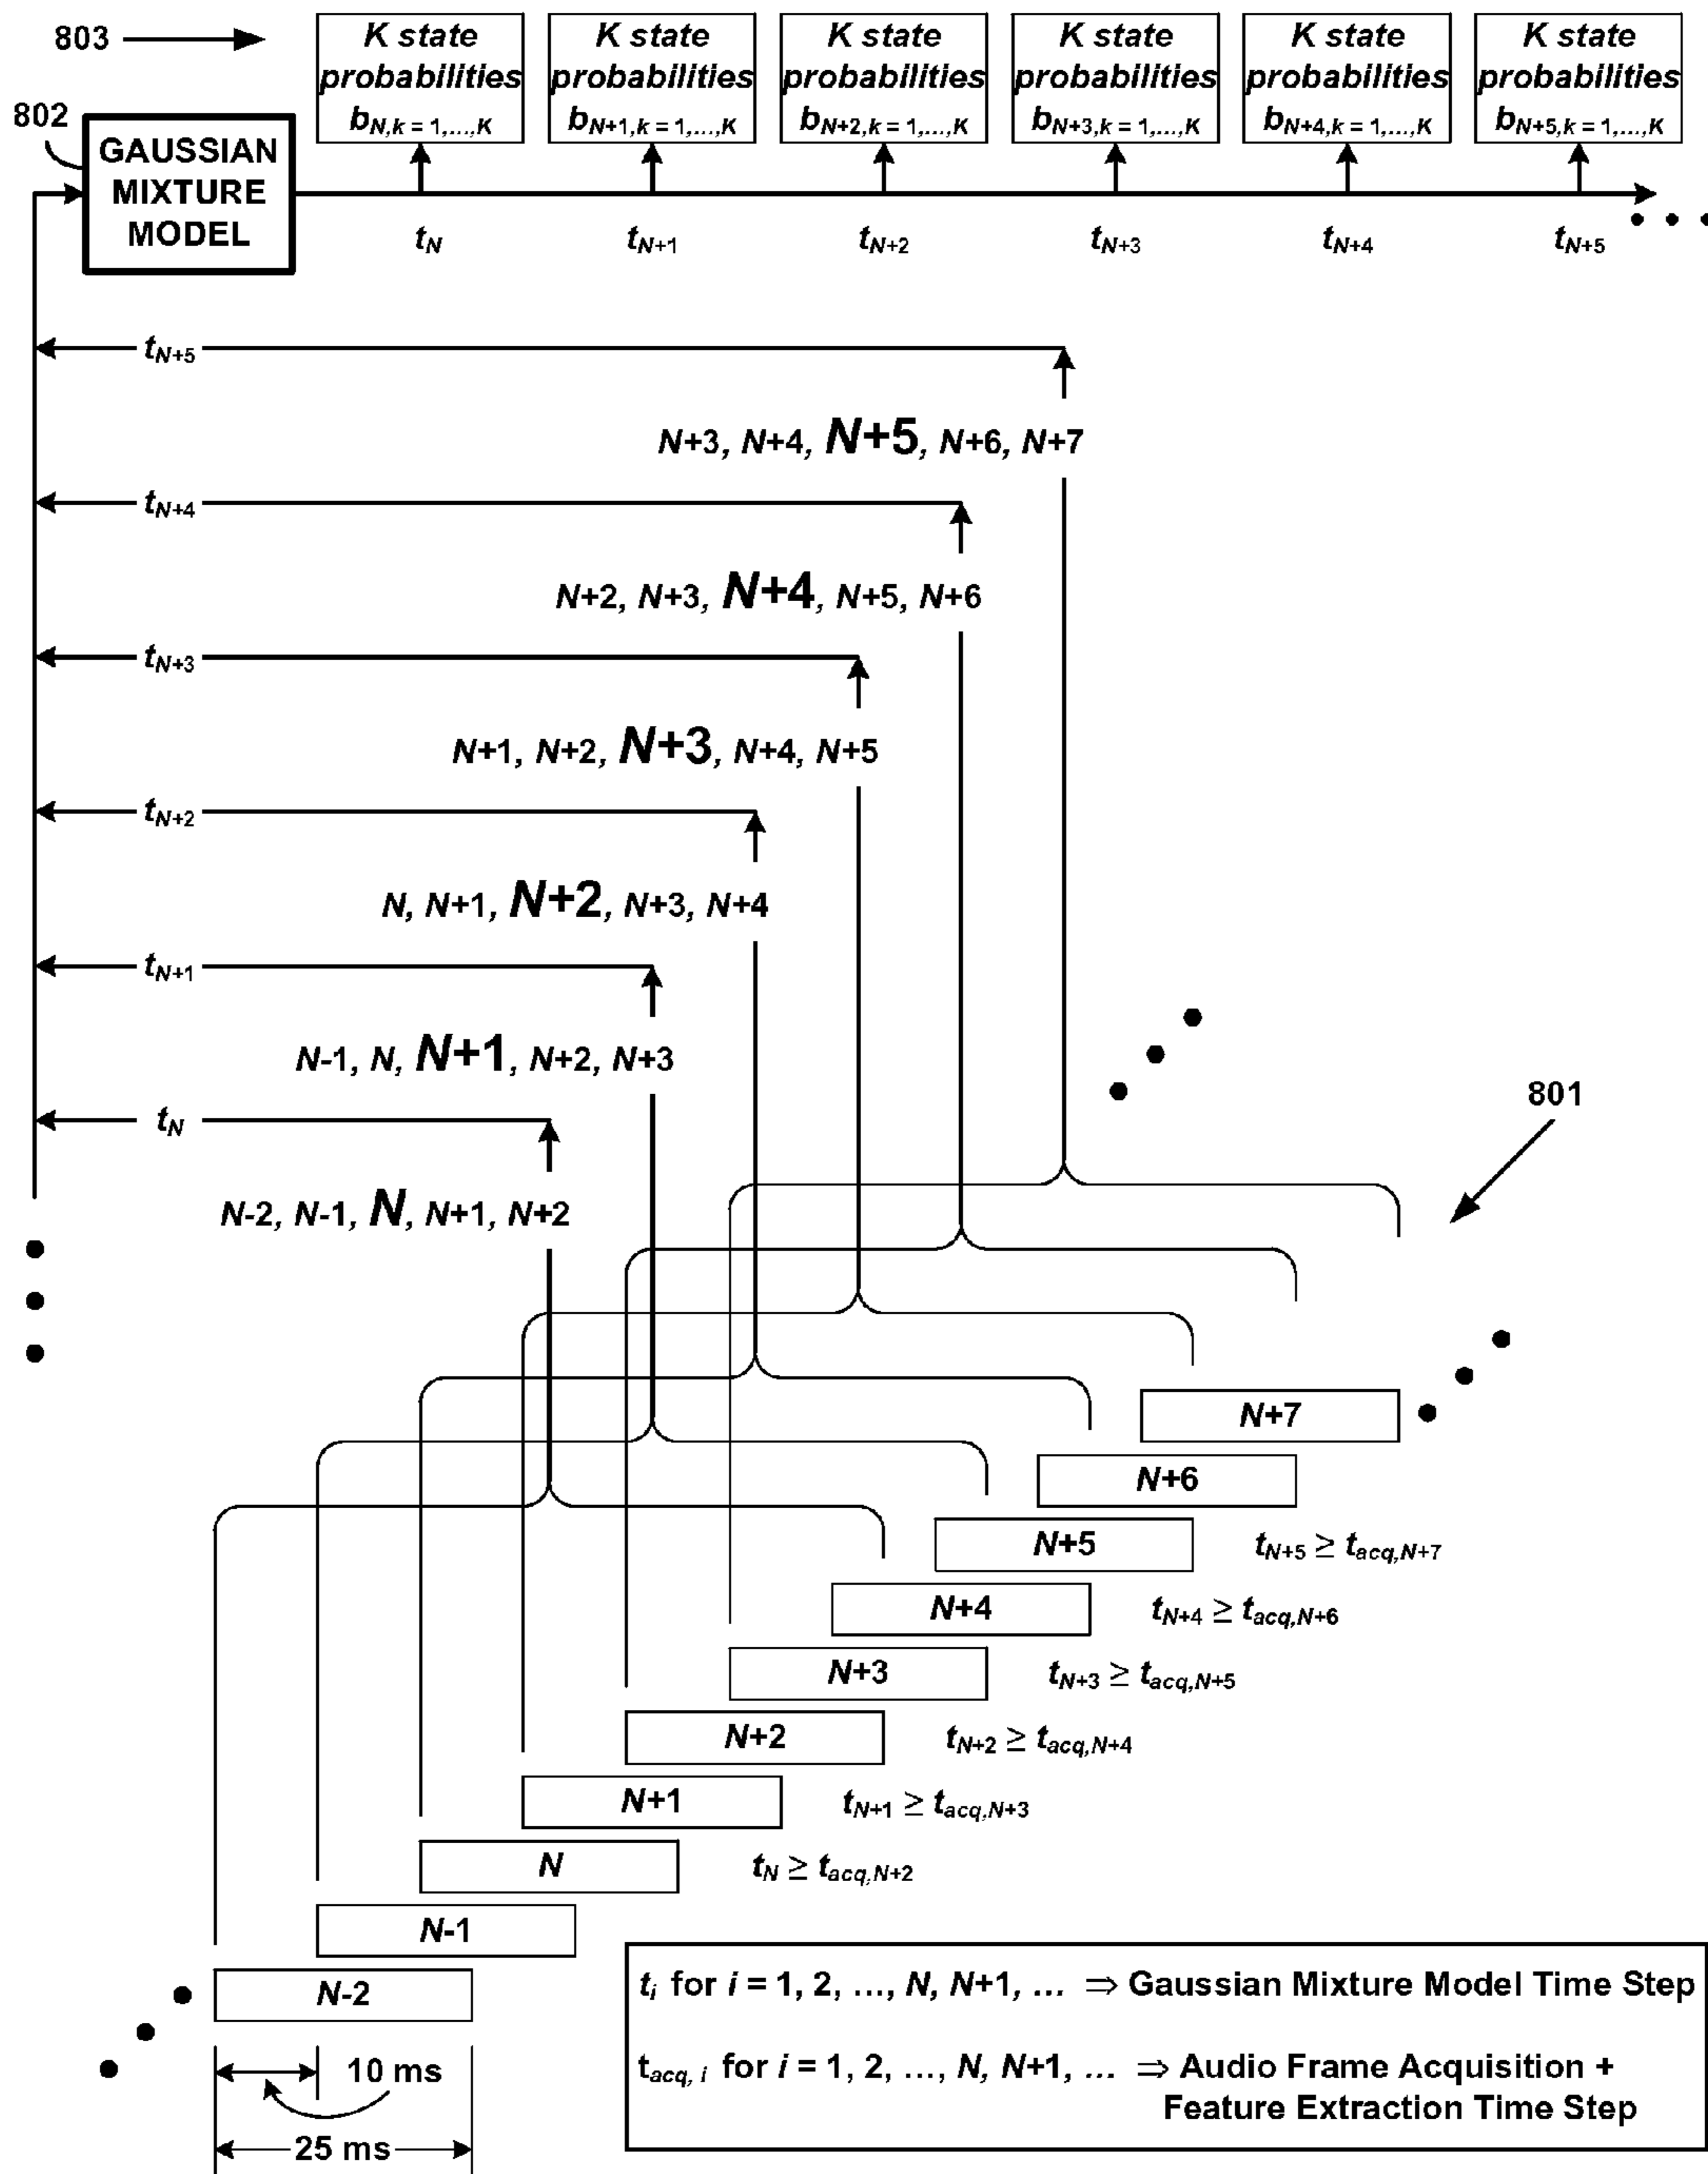 803
K state probabilities b_{N,k = 1,...,K}
K state probabilities b_{N+1,k = 1,...,K}
K state probabilities b_{N+2,k = 1,...,K}
K state probabilities b_{N+3,k = 1,...,K}
K state probabilities b_{N+4,k = 1,...,K}
K state probabilities b_{N+5,k = 1,...,K}
802
GAUSSIAN
MIXTURE
MODEL
t_N
t_{N+1}
t_{N+2}
t_{N+3}
t_{N+4}
t_{N+5}
• • •
t_{N+5}
N+3, N+4, N+5, N+6, N+7
t_{N+4}
N+2, N+3, N+4, N+5, N+6
t_{N+3}
N+1, N+2, N+3, N+4, N+5
t_{N+2}
N, N+1, N+2, N+3, N+4
t_{N+1}
N-1, N, N+1, N+2, N+3
801
t_N
N-2, N-1, N, N+1, N+2
N+7
N+6
N+5
t_{N+5} ≥ t_{acq,N+7}
N+4
t_{N+4} ≥ t_{acq,N+6}
N+3
t_{N+3} ≥ t_{acq,N+5}
N+2
t_{N+2} ≥ t_{acq,N+4}
N+1
t_{N+1} ≥ t_{acq,N+3}
N
t_N ≥ t_{acq,N+2}
N-1
N-2
t_i for i = 1, 2, ..., N, N+1, ... ⇒ Gaussian Mixture Model Time Step
t_{acq, i} for i = 1, 2, ..., N, N+1, ... ⇒ Audio Frame Acquisition +
Feature Extraction Time Step
10 ms
25 ms